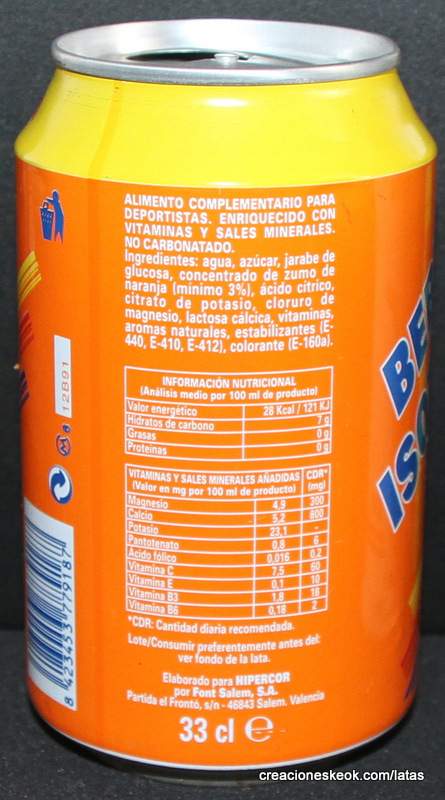 ALIMENTO COMPLEMENTARIO PARA
DEPORTISTAS. ENRIQUECIDO CON
VITAMINAS Y SALES MINERALES.
NO CARBONATADO.
Ingredientes: agua, azúcar, jarabe de
glucosa, concentrado de zumo de
naranja (mínimo 3%), ácido cítrico,
citrato de potasio, cloruro de
magnesio, lactosa cálcica, vitaminas,
aromas naturales, estabilizantes (E-
440, E-410, E-412), colorante (E-160a).
INFORMACIÓN NUTRICIONAL
(Análisis medio por 100 ml de producto)
Valor energético 28 Kcal / 121 KJ
Hidratos de carbono 7 g
Grasas 0 g
Proteinas 0 g
VITAMINAS Y SALES MINERALES AÑADIDAS CDR*
(Valor en mg por 100 ml de producto) (mg)
Magnesio 4,9 300
Calcio 5,2 800
Potasio 23,1 -
Pantotenato 0,8 6
Acido fólico 0,016 0,2
Vitamina C 7,5 60
Vitamina E 0,1 10
Vitamina B3 1,8 18
Vitamina B6 0,18 2
*CDR: Cantidad diaria recomendada.
Lote/Consumir preferentemente antes del:
ver fondo de la lata.
Elaborado para HIPERCOR
por Font Salem, S.A.
Partida el Frontó, s/n - 46843 Salem. Valencia
33 cl e
12B91
8 423453 779187
BE
ISO
creacioneskeok.com/latas